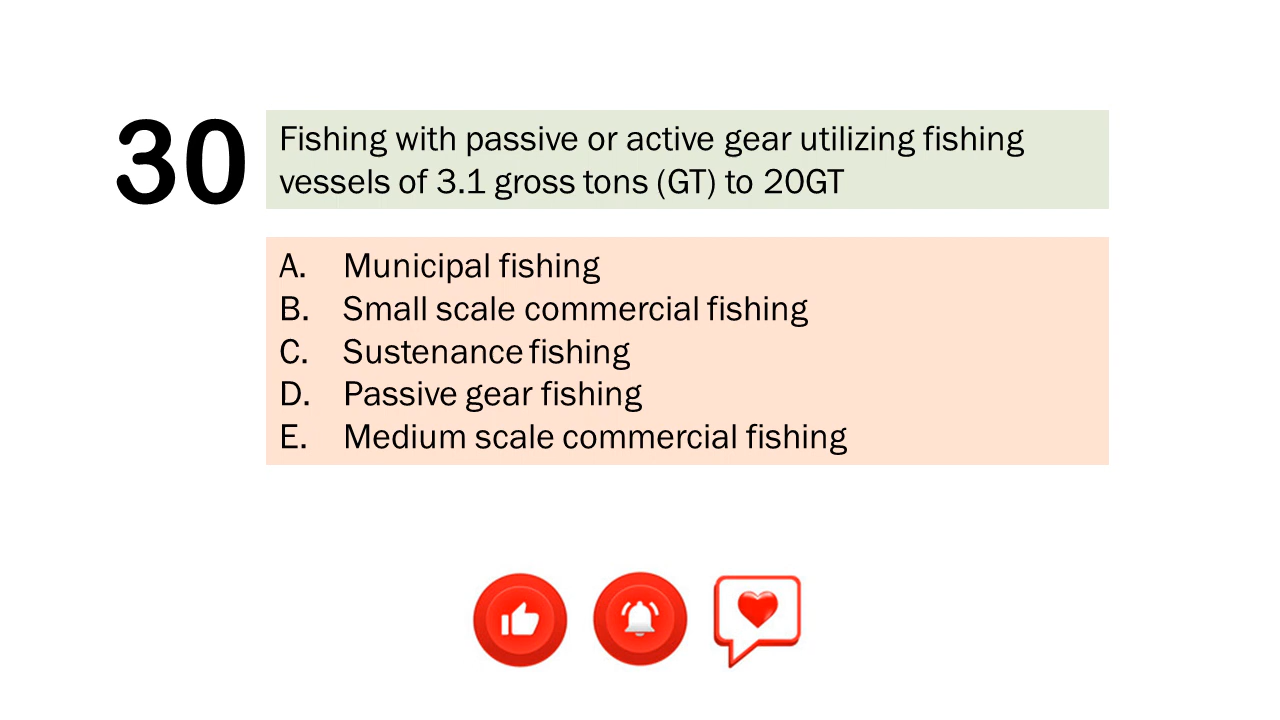 30
Fishing with passive or active gear utilizing fishing
vessels of 3.1 gross tons (GT) to 20GT
A. Municipal fishing
B. Small scale commercial fishing
C. Sustenance fishing
D. Passive gear fishing
E. Medium scale commercial fishing